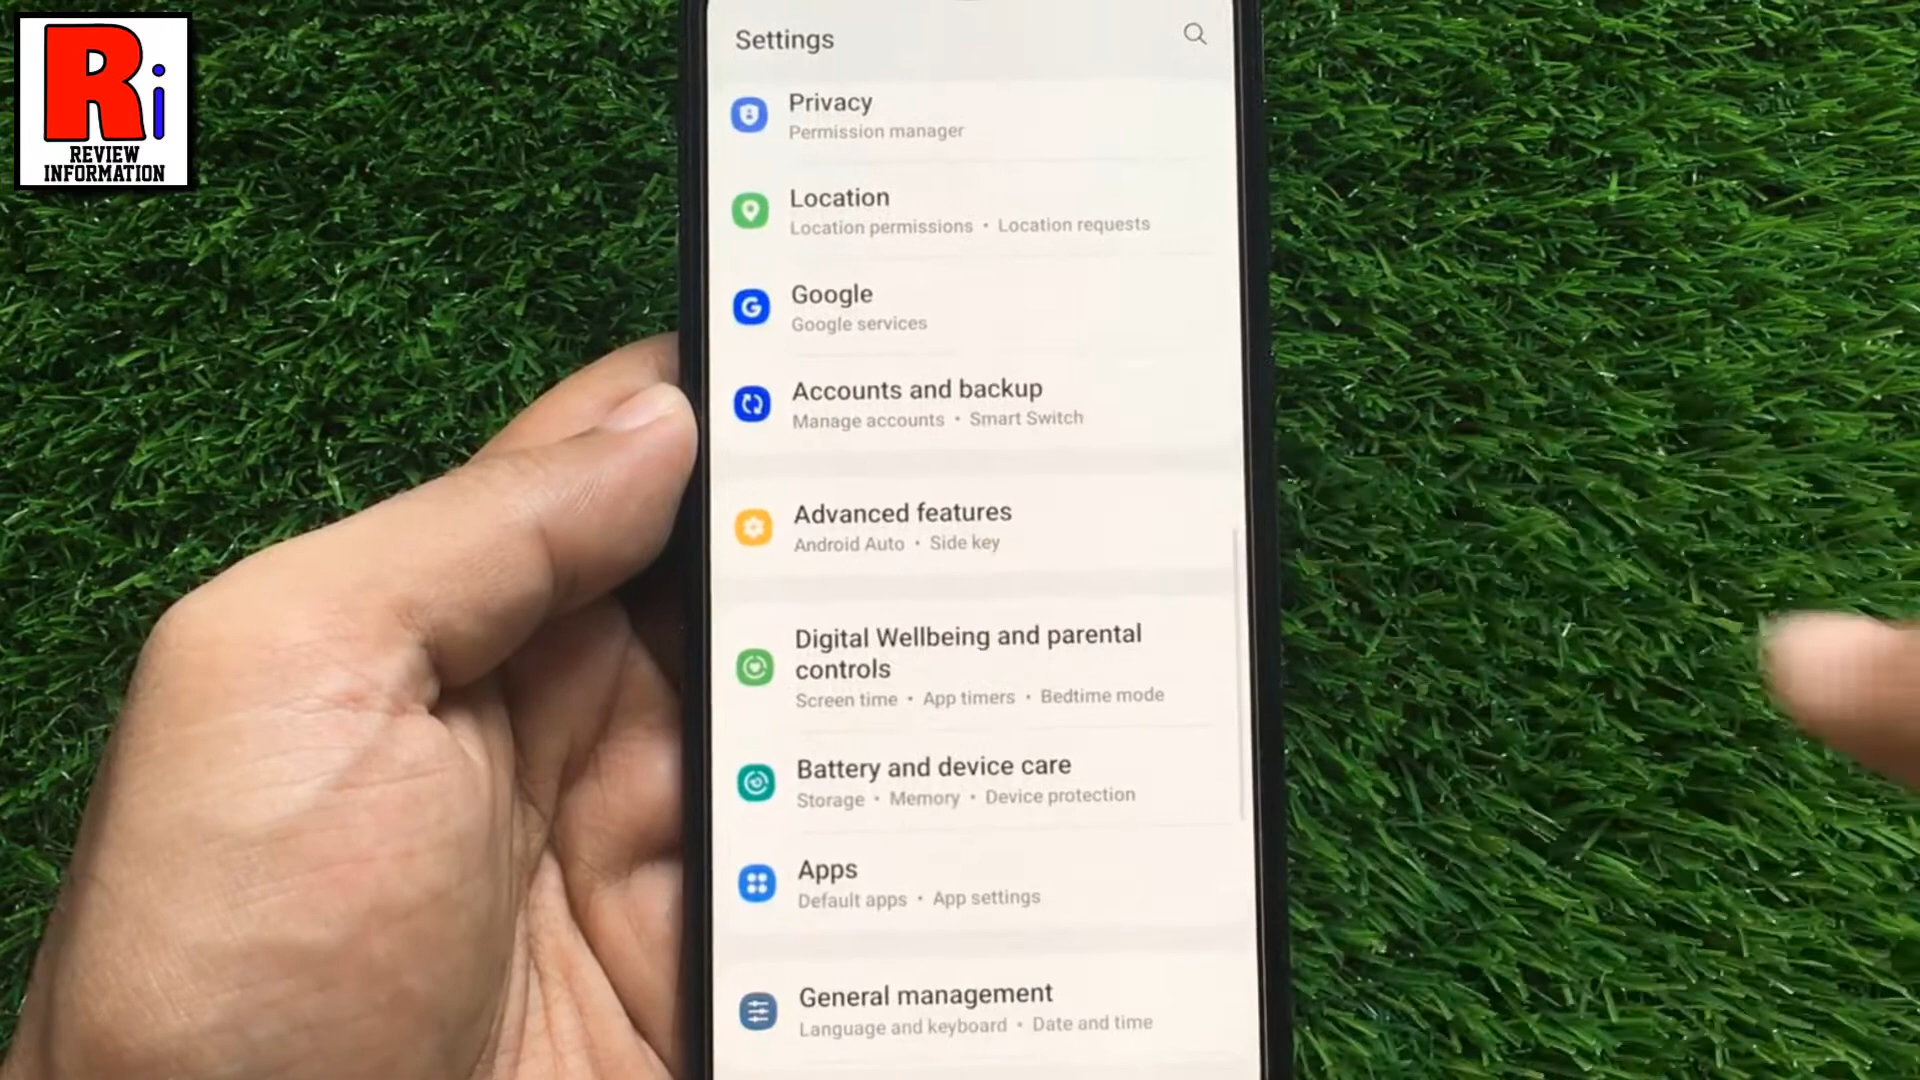 Ri
REVIEW
INFORMATION
Settings
Privacy
Permission manager
Location
Location permissions • Location requests
Google
Google services
Accounts and backup
Manage accounts • Smart Switch
Advanced features
Android Auto • Side key
Digital Wellbeing and parental
controls
Screen time • App timers • Bedtime mode
Battery and device care
Storage • Memory • Device protection
Apps
Default apps • App settings
General management
Language and keyboard • Date and time